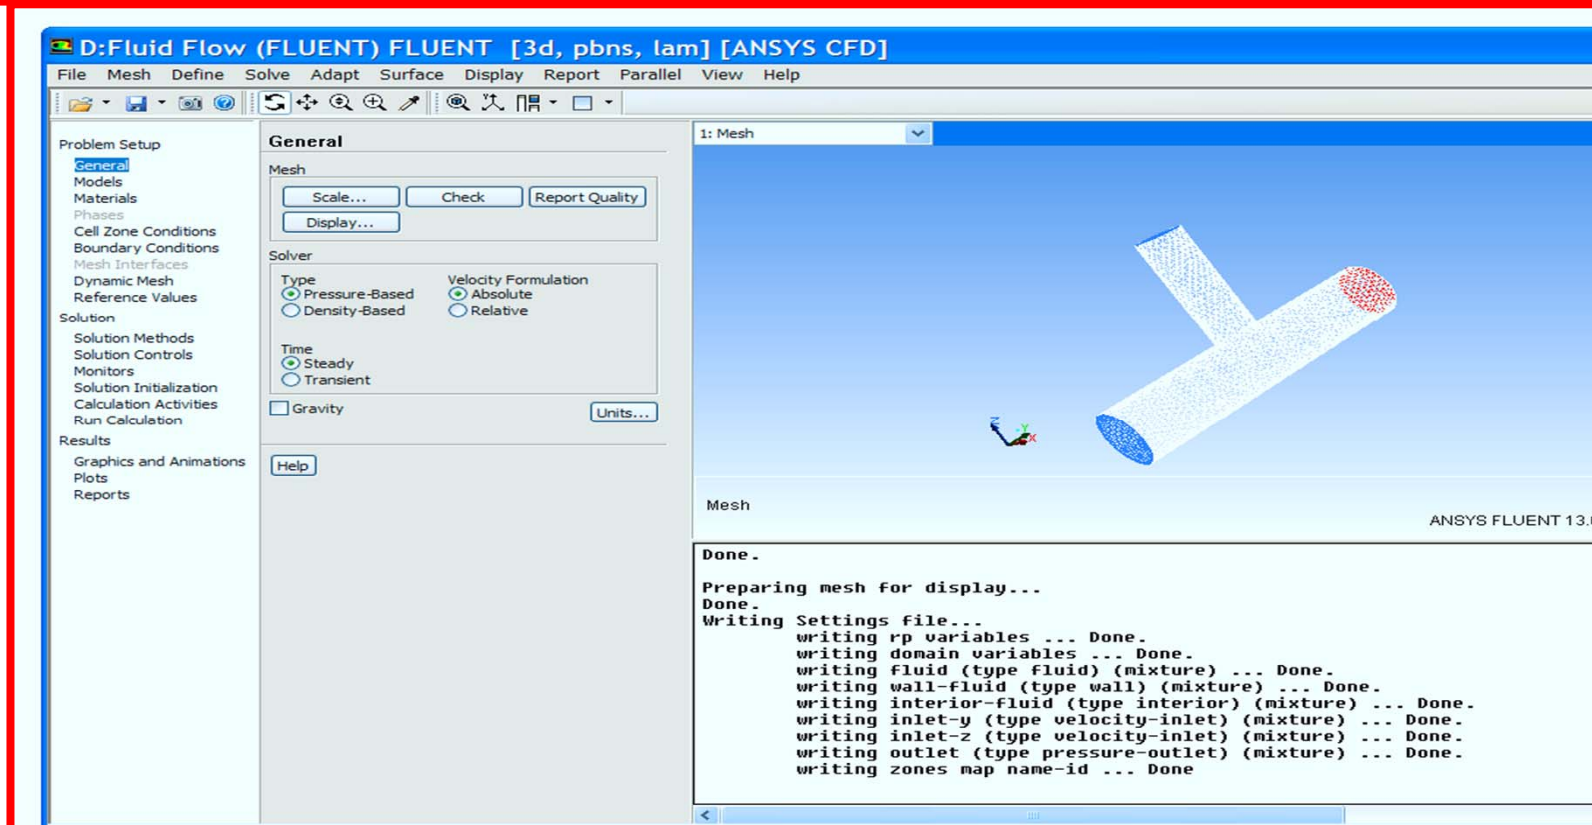 D:Fluid Flow (FLUENT) FLUENT [3d, pbns, lam] [ANSYS CFD]
File Mesh Define Solve Adapt Surface Display Report Parallel View Help
Problem Setup
General
Models
Materials
Phases
Cell Zone Conditions
Boundary Conditions
Mesh Interfaces
Dynamic Mesh
Reference Values
Solution
Solution Methods
Solution Controls
Monitors
Solution Initialization
Calculation Activities
Run Calculation
Results
Graphics and Animations
Plots
Reports
General
Mesh
Scale... Check Report Quality
Display...
Solver
Type Velocity Formulation
Pressure-Based Absolute
Density-Based Relative
Time
Steady
Transient
Gravity Units...
Help
1: Mesh
Z Y X
Mesh
ANSYS FLUENT 13.
Done.
Preparing mesh for display...
Done.
Writing Settings file...
writing rp variables ... Done.
writing domain variables ... Done.
writing fluid (type fluid) (mixture) ... Done.
writing wall-fluid (type wall) (mixture) ... Done.
writing interior-fluid (type interior) (mixture) ... Done.
writing inlet-y (type velocity-inlet) (mixture) ... Done.
writing inlet-z (type velocity-inlet) (mixture) ... Done.
writing outlet (type pressure-outlet) (mixture) ... Done.
writing zones map name-id ... Done